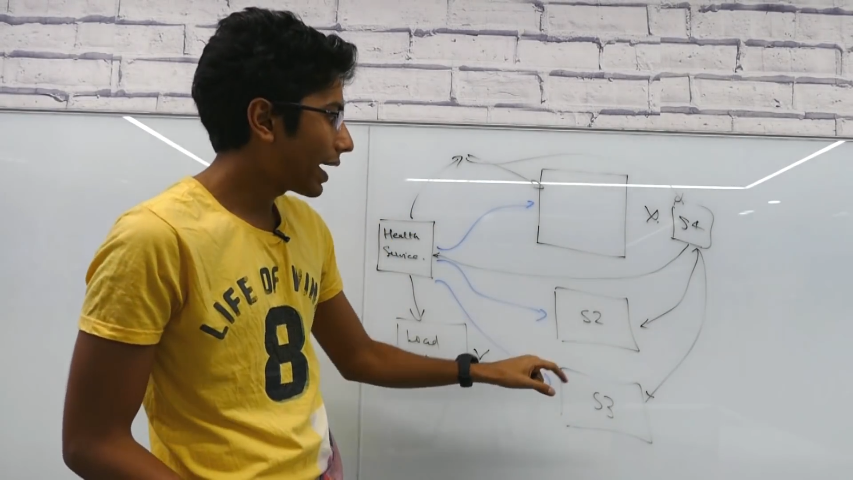 Health
Service.
S4
S2
Load
S3
LIFE OF
8